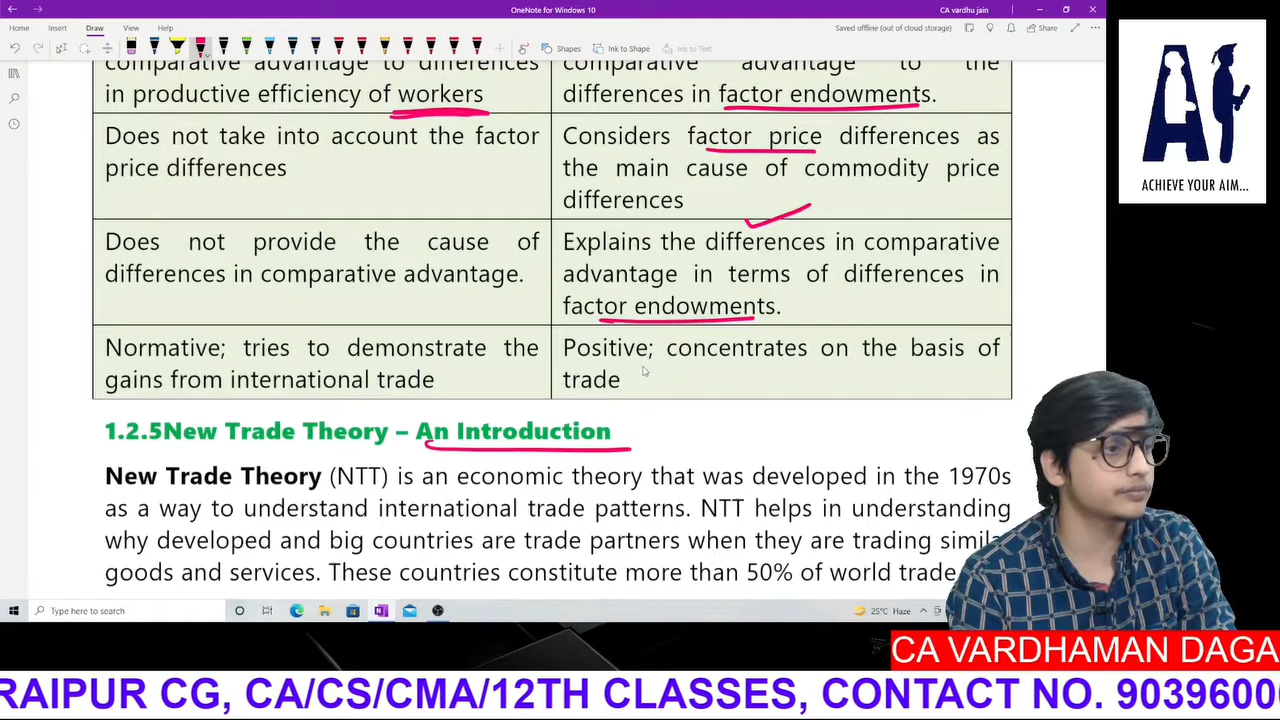 OneNote for Windows 10
CA vardhu jain
Home Insert Draw View Help
Saved offline (out of cloud storage)
Share
Shapes
Ink to Shape
Ink to Text
comparative advantage to differences
in productive efficiency of workers
comparative advantage to the
differences in factor endowments.
Does not take into account the factor
price differences
Considers factor price differences as
the main cause of commodity price
differences
Does not provide the cause of
differences in comparative advantage.
Explains the differences in comparative
advantage in terms of differences in
factor endowments.
Normative; tries to demonstrate the
gains from international trade
Positive; concentrates on the basis of
trade
1.2.5New Trade Theory – An Introduction
New Trade Theory (NTT) is an economic theory that was developed in the 1970s
as a way to understand international trade patterns. NTT helps in understanding
why developed and big countries are trade partners when they are trading simila
goods and services. These countries constitute more than 50% of world trade
Type here to search
25°C Haze
A
ACHIEVE YOUR AIM...
CA VARDHAMAN DAGA
RAIPUR CG, CA/CS/CMA/12TH CLASSES, CONTACT NO. 90396000